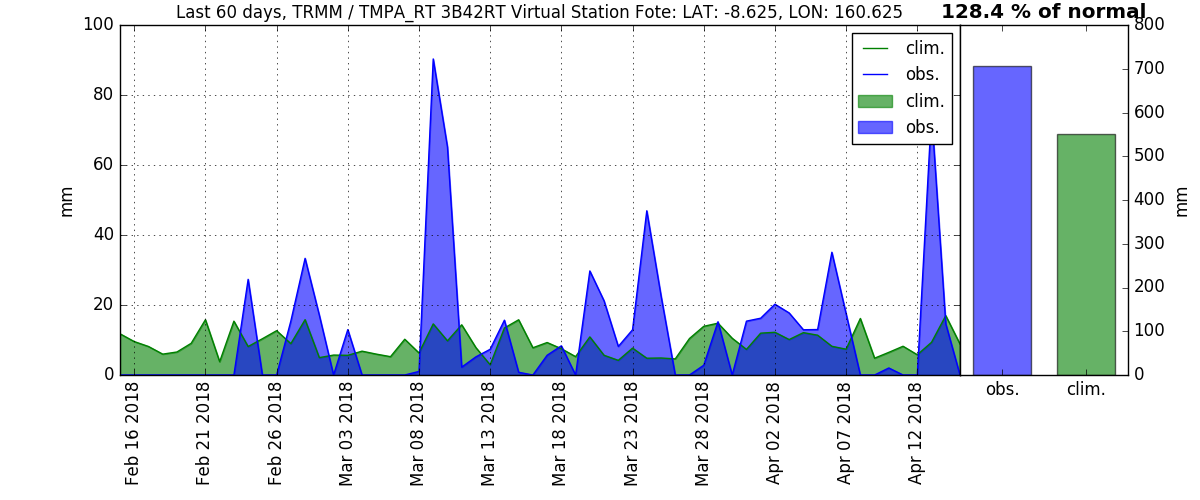 Last 60 days, TRMM / TMPA_RT 3B42RT Virtual Station Fote: LAT: -8.625, LON: 160.625
128.4 % of normal
100
80
60
40
20
0
mm
clim.
obs.
clim.
obs.
800
700
600
500
400
300
200
100
0
mm
obs.
clim.
Feb 16 2018
Feb 21 2018
Feb 26 2018
Mar 03 2018
Mar 08 2018
Mar 13 2018
Mar 18 2018
Mar 23 2018
Mar 28 2018
Apr 02 2018
Apr 07 2018
Apr 12 2018